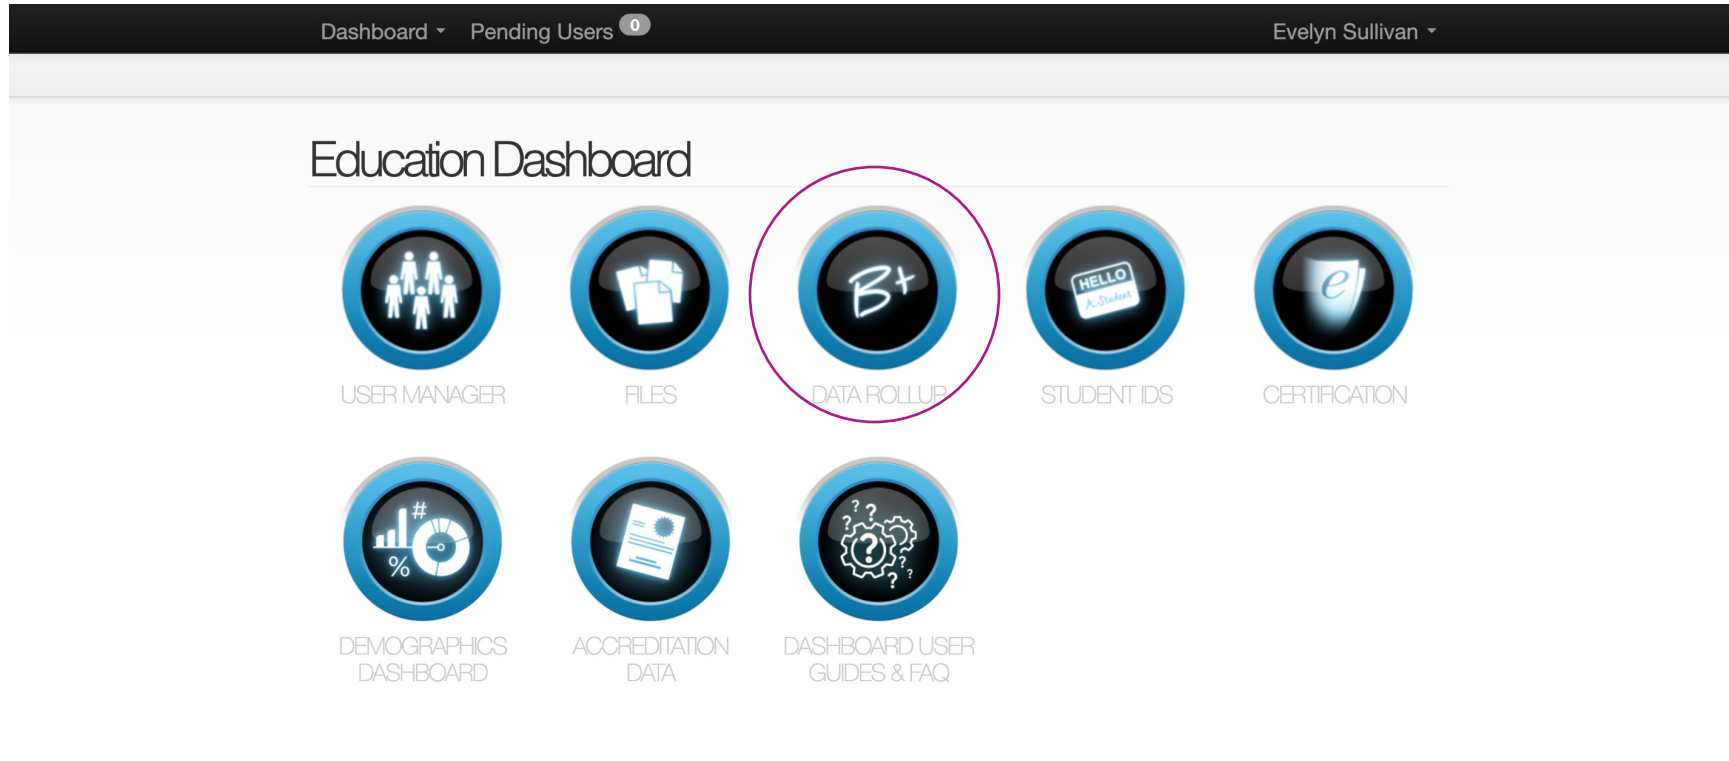 Dashboard Pending Users 0 Evelyn Sullivan
Education Dashboard
B+
HELLO
A. Student
e
USER MANAGER FILES DATA ROLLUP STUDENT IDS CERTIFICATION
#
%
? ? ? ? ? ? ?
DEMOGRAPHICS ACCREDITATION DASHBOARD USER
DASHBOARD DATA GUIDES & FAQ